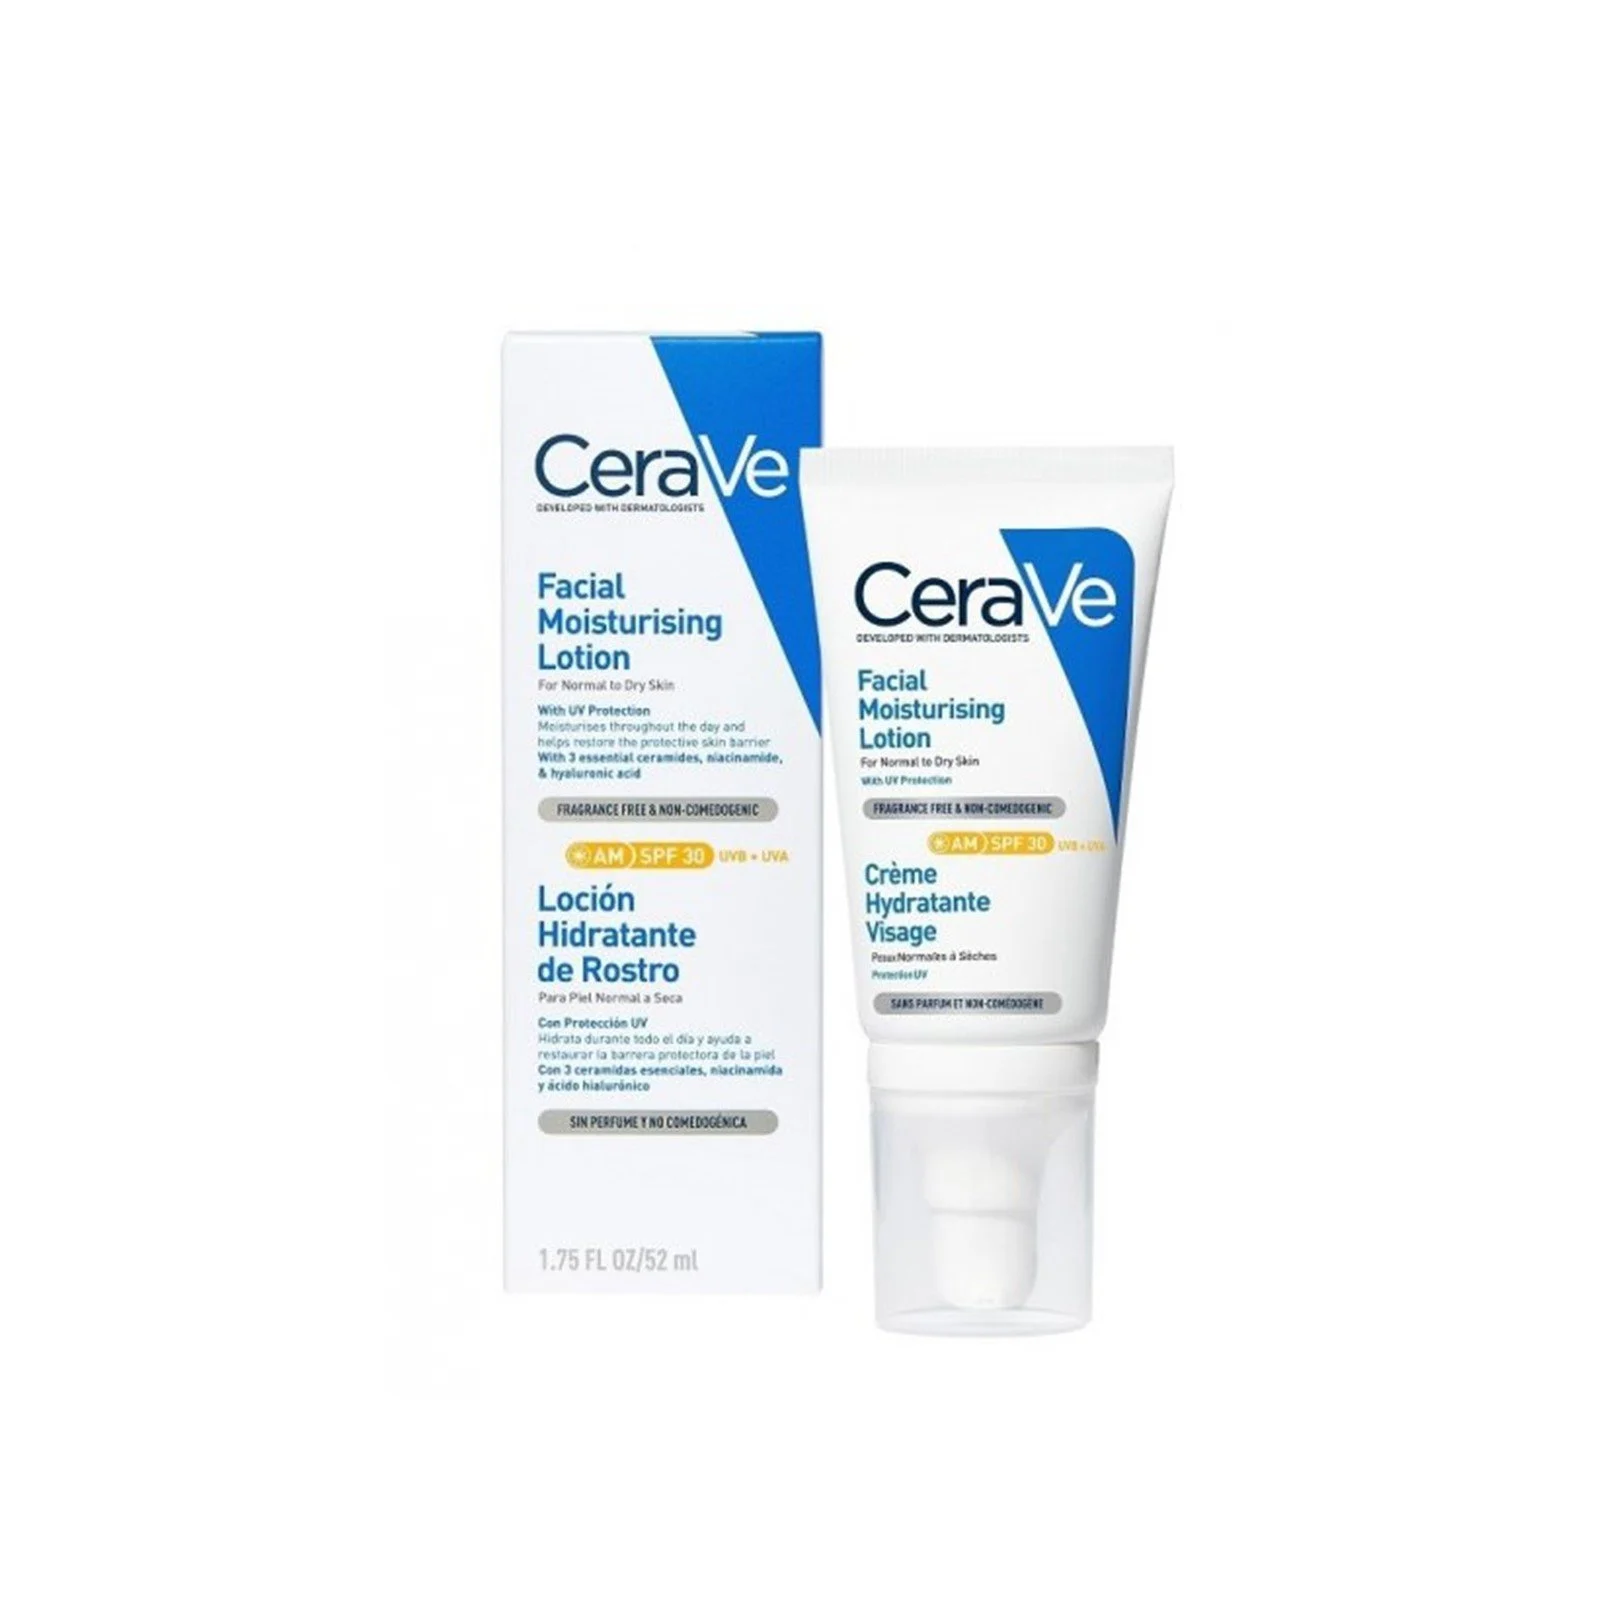 CeraVe
DEVELOPED WITH DERMATOLOGISTS
Facial
Moisturising
Lotion
For Normal to Dry Skin
With UV Protection
Moisturises throughout the day and
helps restore the protective skin barrier
With 3 essential ceramides, niacinamide,
& hyaluronic acid
FRAGRANCE FREE & NON-COMEDOGENIC
AM SPF 30 UVB + UVA
Loción
Hidratante
de Rostro
Para Piel Normal a Seca
Con Protección UV
Hidrata durante todo el día y ayuda a
restaurar la barrera protectora de la piel
Con 3 ceramidas esenciales, niacinamida
y ácido hialurónico
SIN PERFUME Y NO COMEDOGÉNICA
1.75 FL OZ/52 ml
CeraVe
DEVELOPED WITH DERMATOLOGISTS
Facial
Moisturising
Lotion
For Normal to Dry Skin
With UV Protection
FRAGRANCE FREE & NON-COMEDOGENIC
AM SPF 30 UVB + UVA
Crème
Hydratante
Visage
Peaux Normales à Sèches
Protection UV
SANS PARFUM ET NON-COMÉDOGÈNE